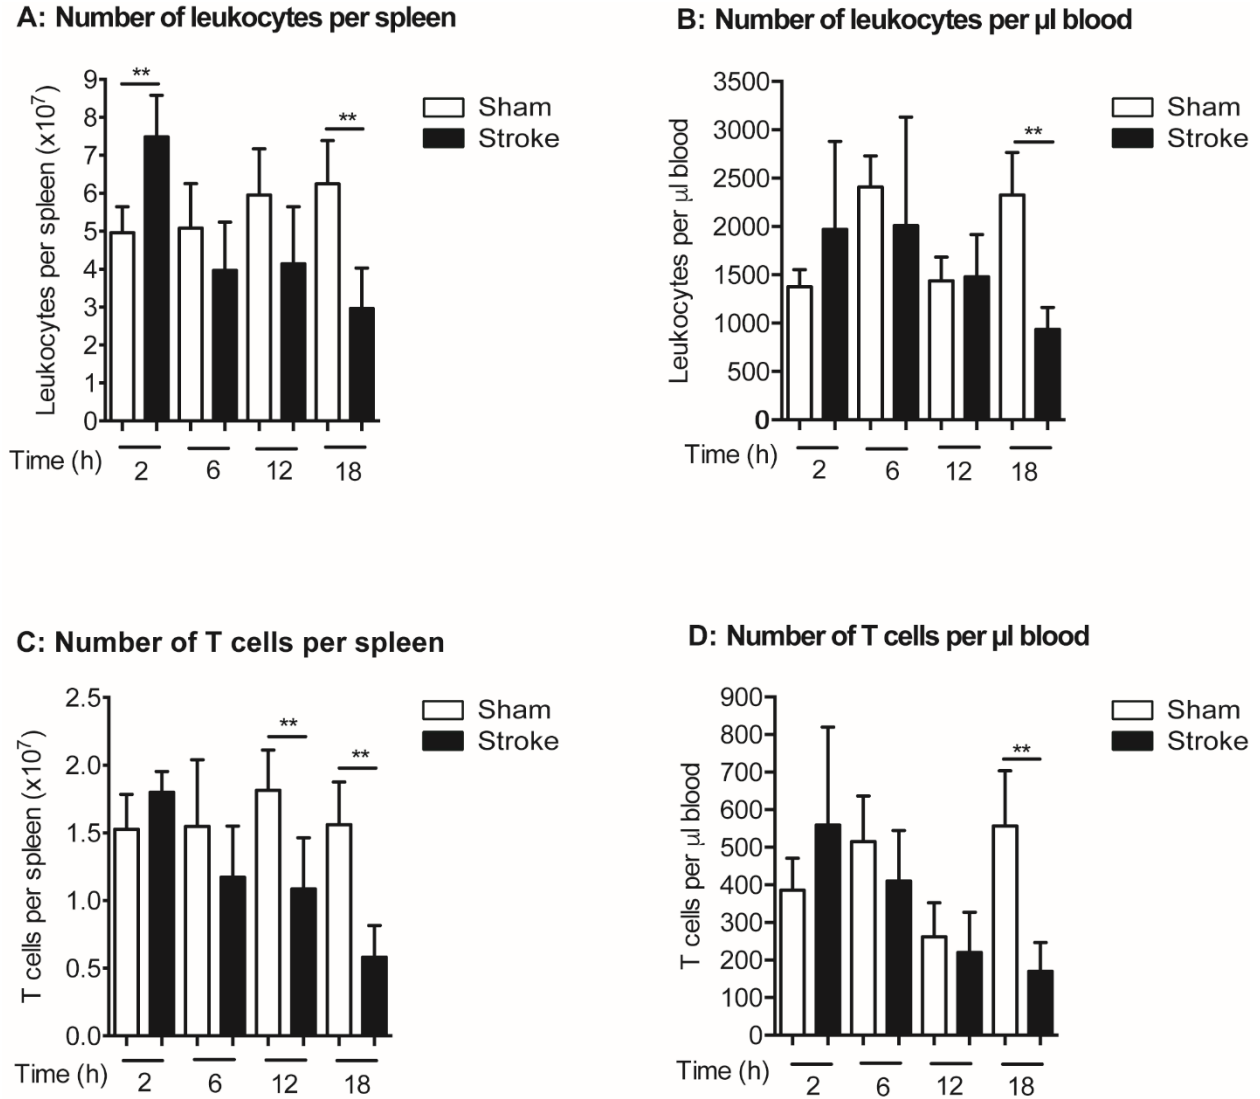 A: Number of leukocytes per spleen
Leukocytes per spleen (x10⁷)
9
8
7
6
5
4
3
2
1
0
**
**
Sham
Stroke
Time (h)
2 6 12 18
B: Number of leukocytes per µl blood
Leukocytes per µl blood
3500
3000
2500
2000
1500
1000
500
0
**
Sham
Stroke
Time (h)
2 6 12 18
C: Number of T cells per spleen
T cells per spleen (x10⁷)
2.5
2.0
1.5
1.0
0.5
0.0
**
**
Sham
Stroke
Time (h)
2 6 12 18
D: Number of T cells per µl blood
T cells per µl blood
900
800
700
600
500
400
300
200
100
0
**
Sham
Stroke
Time (h)
2 6 12 18